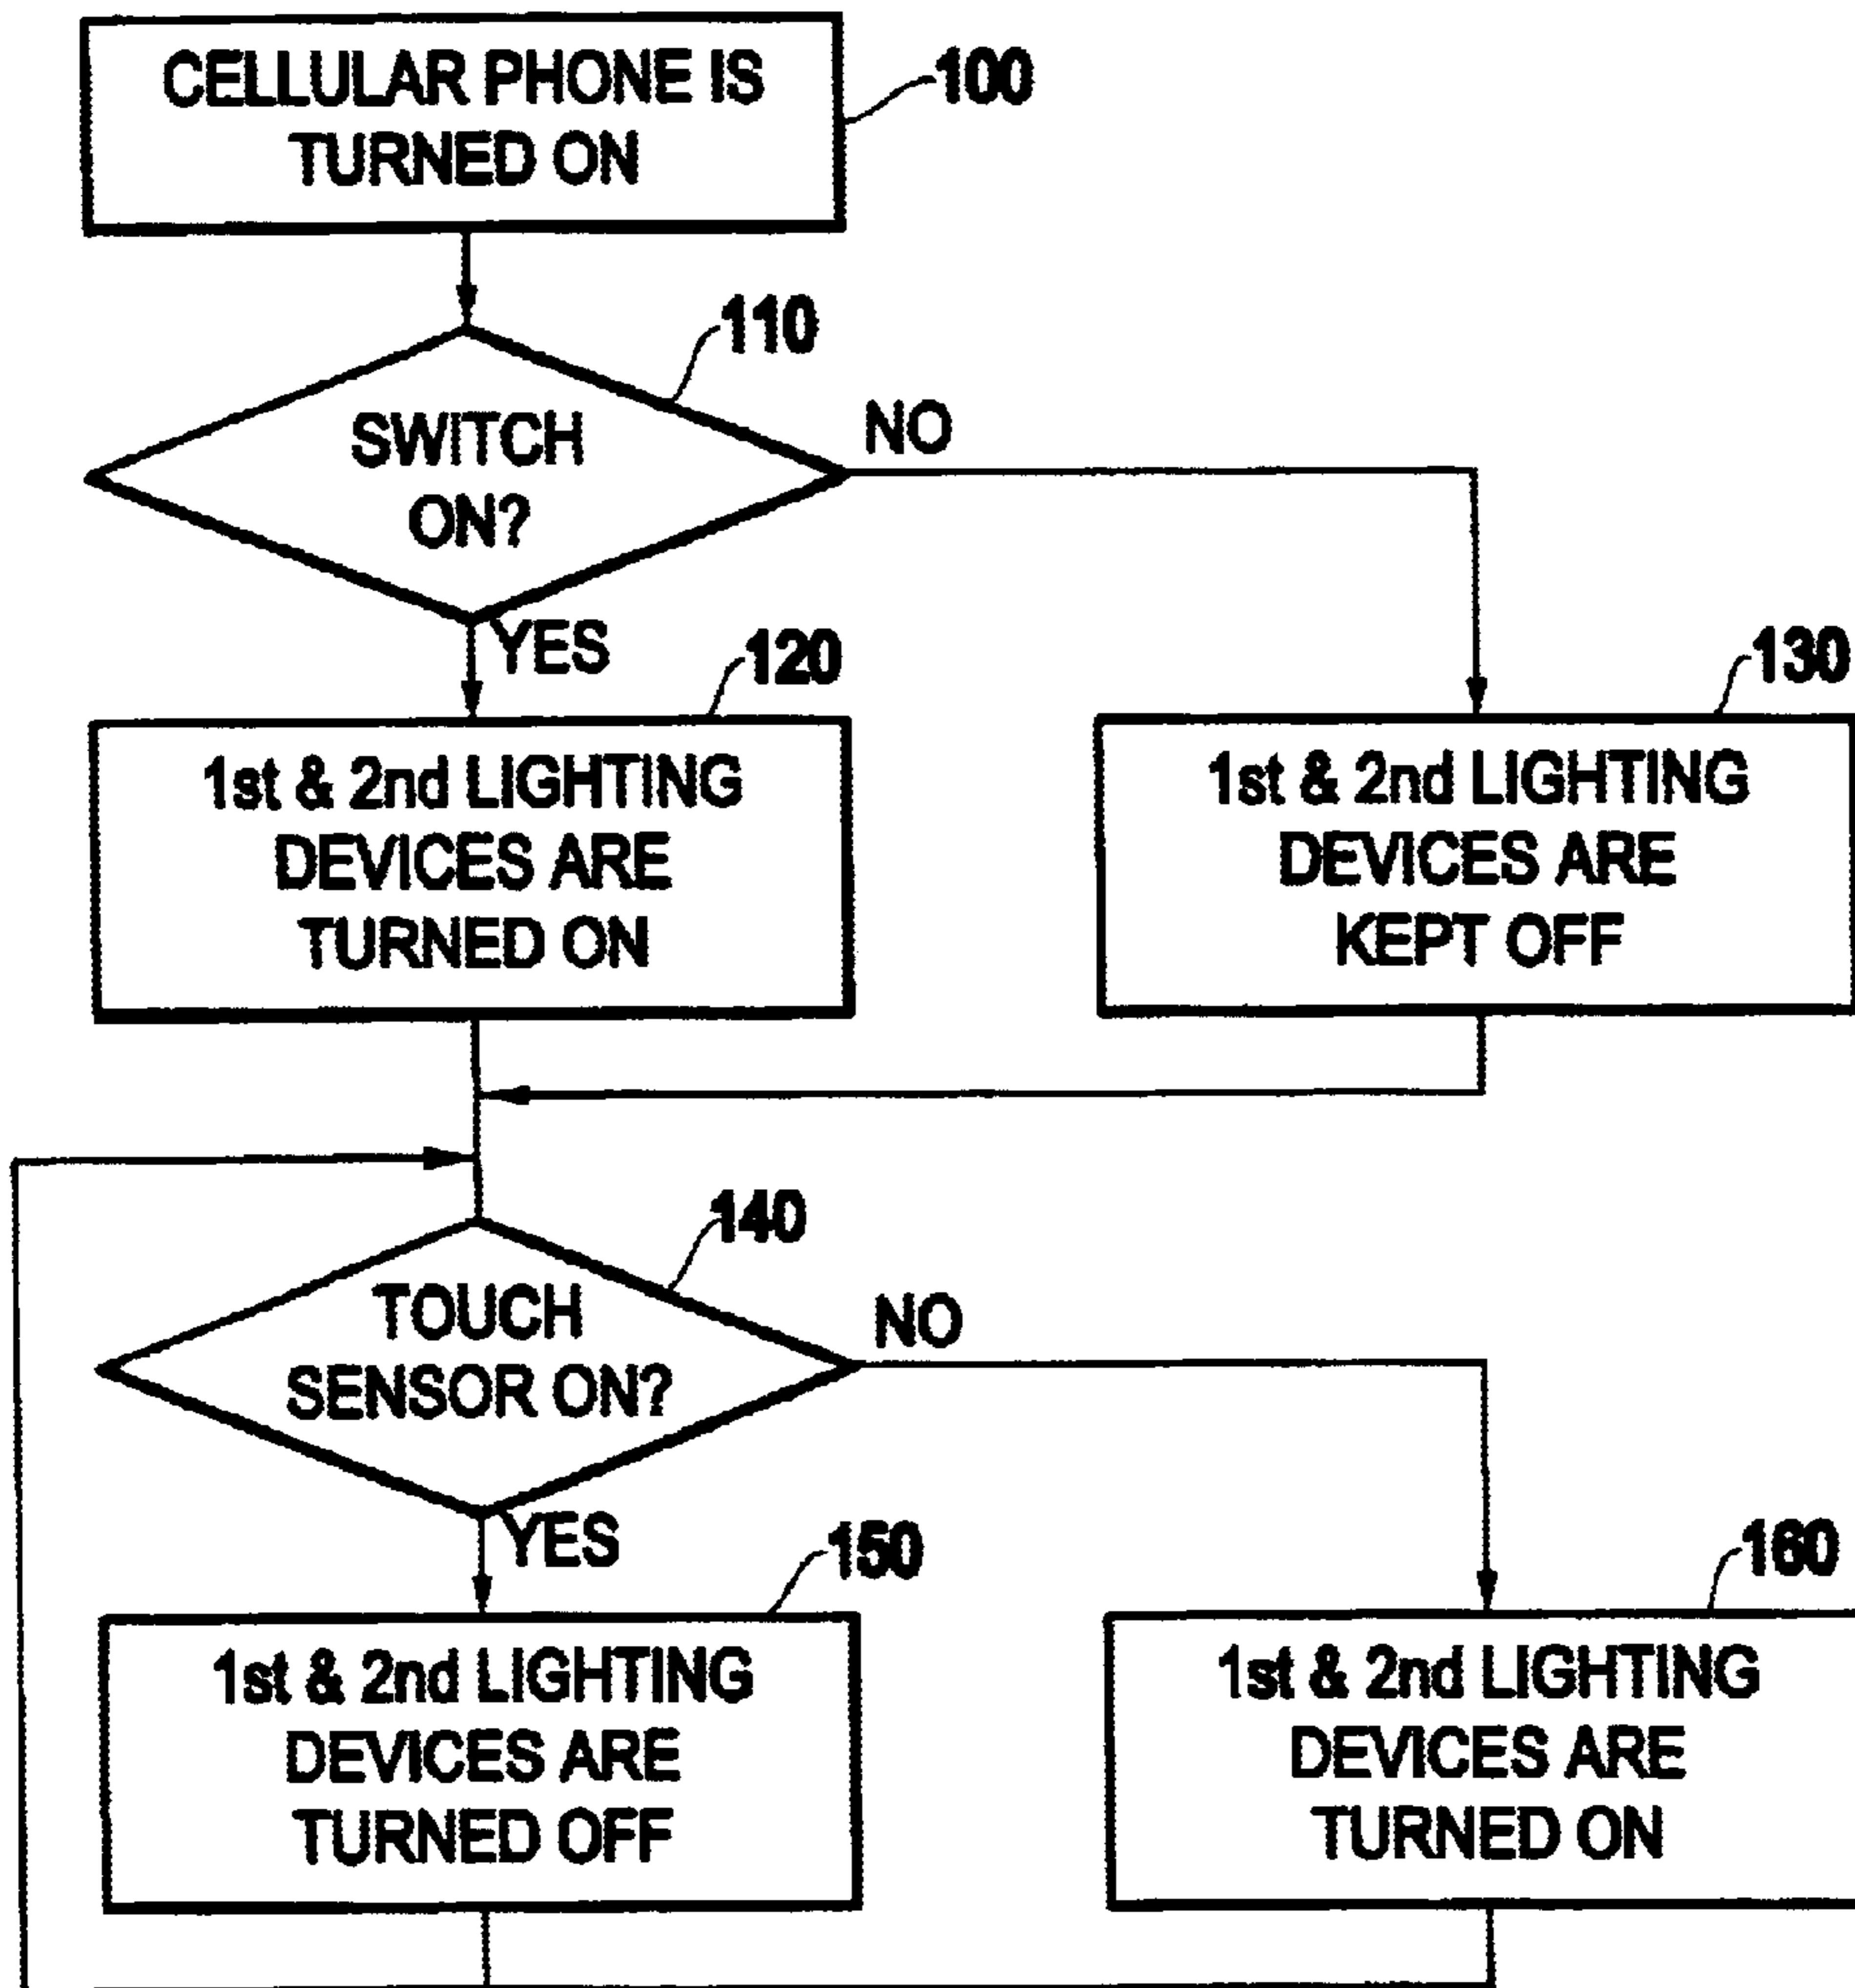 CELLULAR PHONE IS
TURNED ON
100
110
SWITCH
ON?
NO
YES
120
130
1st & 2nd LIGHTING
DEVICES ARE
TURNED ON
1st & 2nd LIGHTING
DEVICES ARE
KEPT OFF
140
TOUCH
SENSOR ON?
NO
YES
150
160
1st & 2nd LIGHTING
DEVICES ARE
TURNED OFF
1st & 2nd LIGHTING
DEVICES ARE
TURNED ON